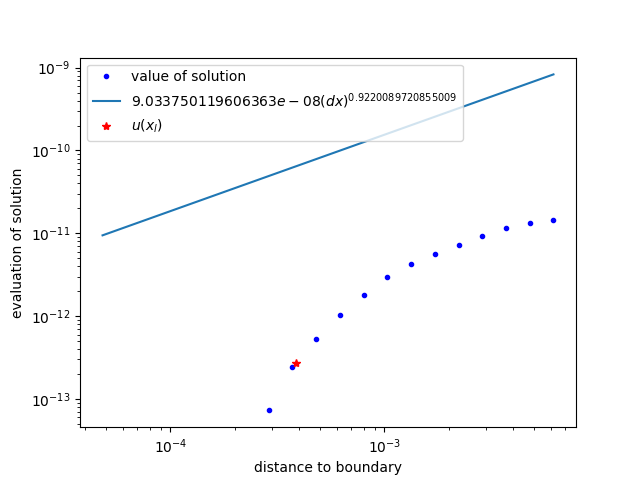 value of solution
9.033750119606363e − 08(dx)^0.9220089720855009
u(x_l)
10^−9
10^−10
10^−11
10^−12
10^−13
10^−4
10^−3
evaluation of solution
distance to boundary